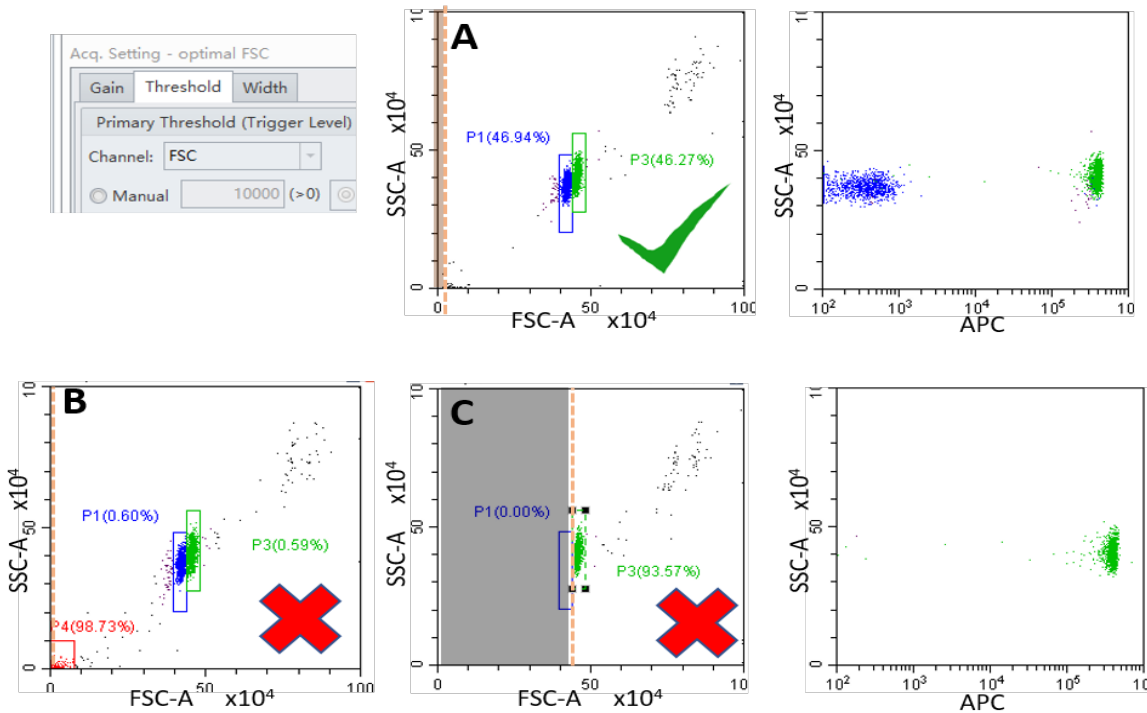 Acq. Setting - optimal FSC
Gain Threshold Width
Primary Threshold (Trigger Level)
Channel: FSC
Manual 10000 (>0)
A
10
SSC-A x10⁴
50
0
P1(46.94%)
P3(46.27%)
0 50 100
FSC-A x10⁴
10
SSC-A x10⁴
50
0
10² 10³ 10⁴ 10⁵
APC
B
10
SSC-A x10⁴
50
0
P1(0.60%)
P3(0.59%)
P4(98.73%)
0 50 100
FSC-A x10⁴
C
10
SSC-A x10⁴
50
0
P1(0.00%)
P3(93.57%)
0 50 10
FSC-A x10⁴
10
SSC-A x10⁴
50
0
10² 10³ 10⁴ 10⁵
APC